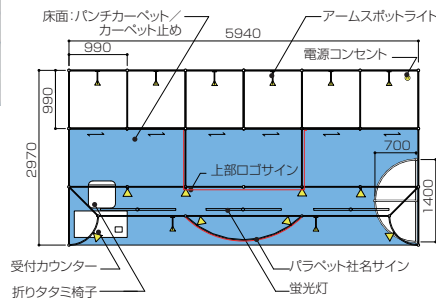 床面:パンチカーペット/
カーペット止め
アームスポットライト
5940
990
電源コンセント
990
2970
700
上部ロゴサイン
1400
受付カウンター
パラペット社名サイン
折りタタミ椅子
蛍光灯